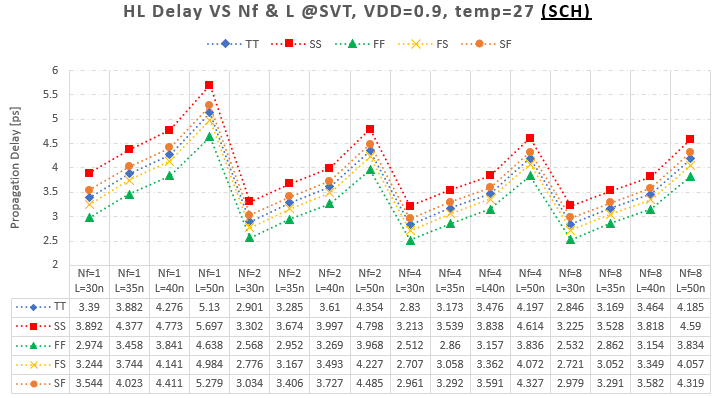 HL Delay VS Nf & L @SVT, VDD=0.9, temp=27 (SCH)
TT SS FF FS SF
Propagation Delay [ps]
6
5.5
5
4.5
4
3.5
3
2.5
2
Nf=1 Nf=1 Nf=1 Nf=1 Nf=2 Nf=2 Nf=2 Nf=2 Nf=4 Nf=4 Nf=4 Nf=4 Nf=8 Nf=8 Nf=8 Nf=8
L=30n L=35n L=40n L=50n L=30n L=35n L=40n L=50n L=30n L=35n =L40n L=50n L=30n L=35n L=40n L=50n
TT 3.39 3.882 4.276 5.13 2.901 3.285 3.61 4.354 2.83 3.173 3.476 4.197 2.846 3.169 3.464 4.185
SS 3.892 4.377 4.773 5.697 3.302 3.674 3.997 4.798 3.213 3.539 3.838 4.614 3.225 3.528 3.818 4.59
FF 2.974 3.458 3.841 4.638 2.568 2.952 3.269 3.968 2.512 2.86 3.157 3.836 2.532 2.862 3.154 3.834
FS 3.244 3.744 4.141 4.984 2.776 3.167 3.493 4.227 2.707 3.058 3.362 4.072 2.721 3.052 3.349 4.057
SF 3.544 4.023 4.411 5.279 3.034 3.406 3.727 4.485 2.961 3.292 3.591 4.327 2.979 3.291 3.582 4.319